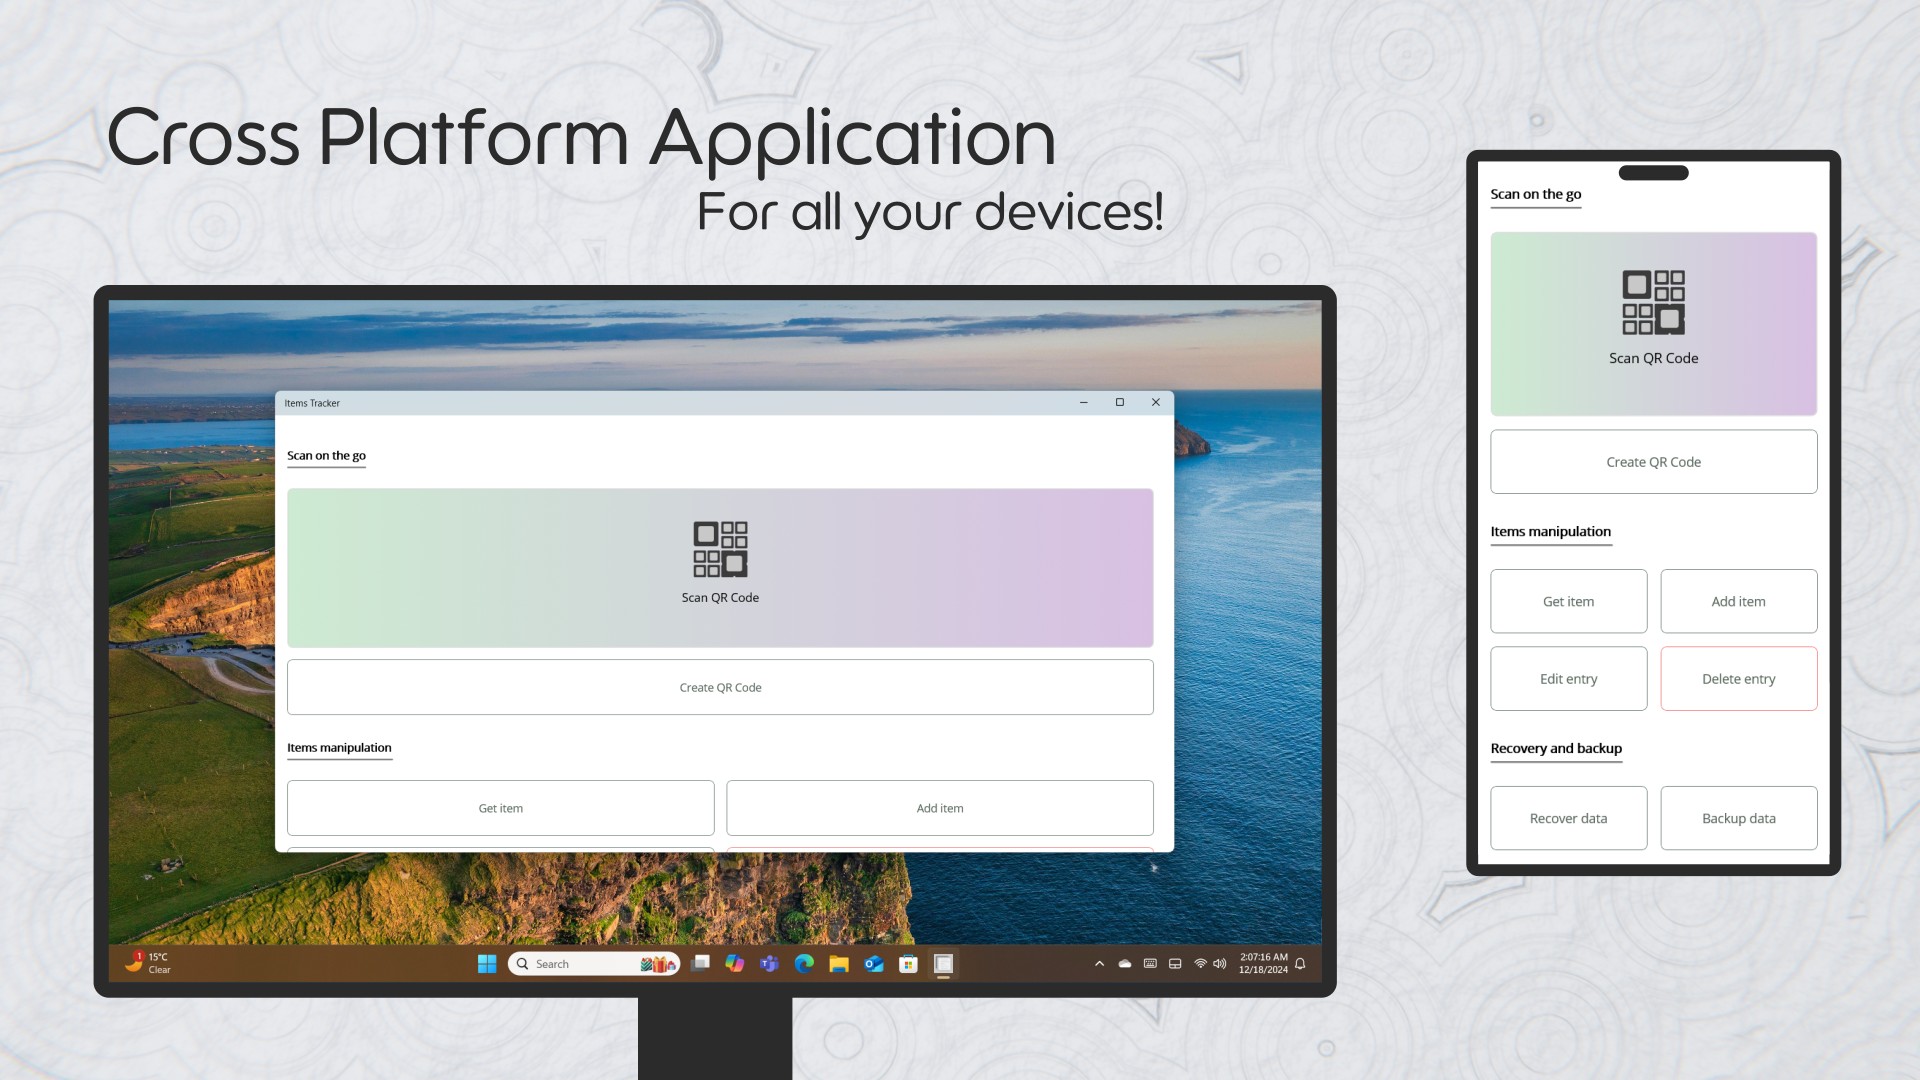 Cross Platform Application
For all your devices!
Items Tracker
Scan on the go
Scan QR Code
Create QR Code
Items manipulation
Get item
Add item
1
15°C
Clear
Search
2:07:16 AM
12/18/2024
Scan on the go
Scan QR Code
Create QR Code
Items manipulation
Get item
Add item
Edit entry
Delete entry
Recovery and backup
Recover data
Backup data